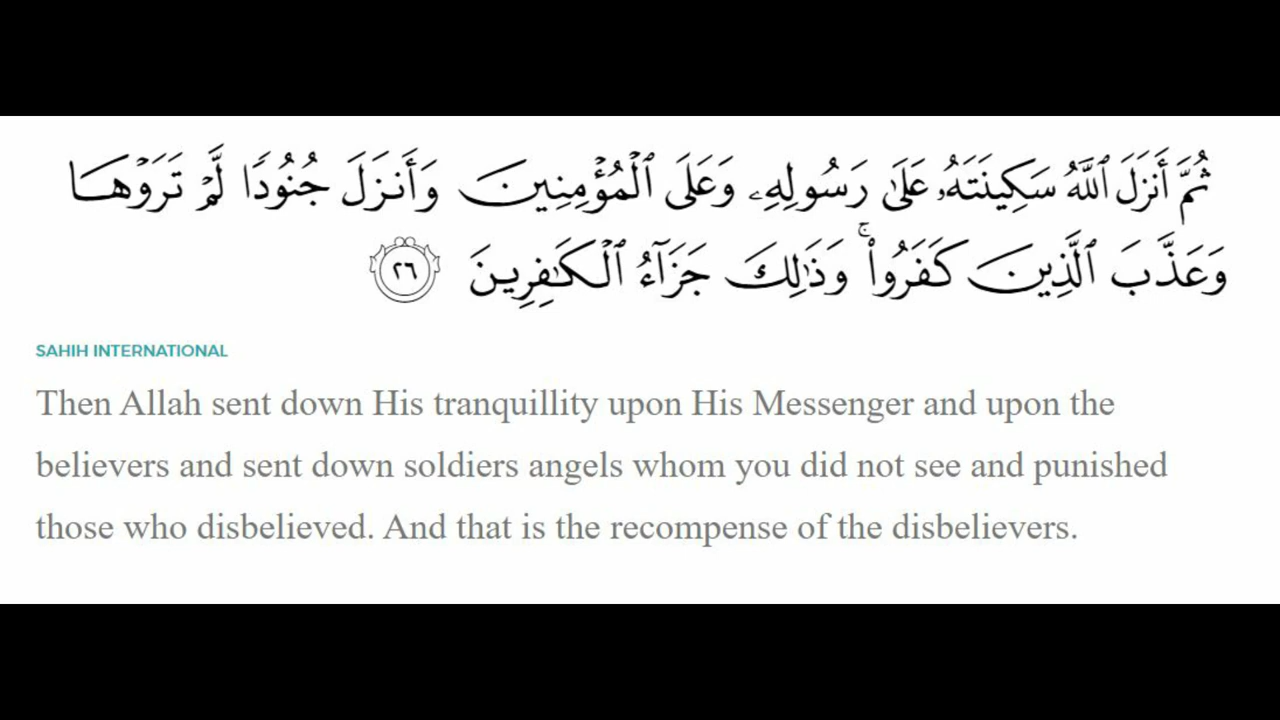 ثُمَّ أَنزَلَ ٱللَّهُ سَكِينَتَهُۥ عَلَىٰ رَسُولِهِۦ وَعَلَى ٱلْمُؤْمِنِينَ وَأَنزَلَ جُنُودًا لَّمْ تَرَوْهَا
وَعَذَّبَ ٱلَّذِينَ كَفَرُوا۟ ۚ وَذَٰلِكَ جَزَآءُ ٱلْكَـٰفِرِينَ ٢٦
SAHIH INTERNATIONAL
Then Allah sent down His tranquillity upon His Messenger and upon the
believers and sent down soldiers angels whom you did not see and punished
those who disbelieved. And that is the recompense of the disbelievers.